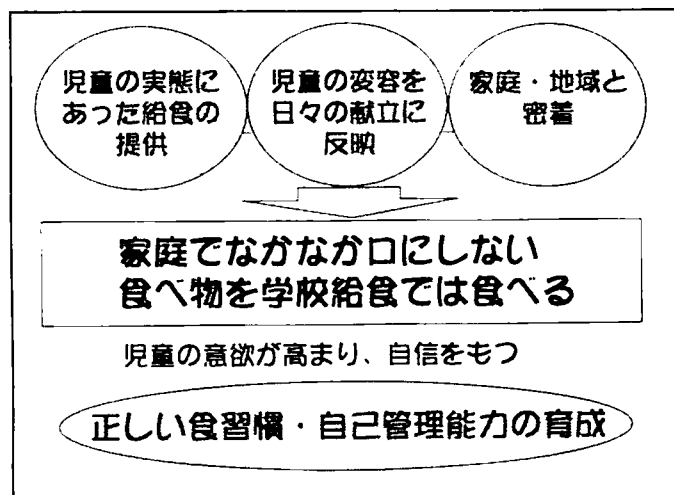 児童の実態に
あった給食の
提供
児童の変容を
日々の献立に
反映
家庭・地域と
密着
家庭でなかなか口にしない
食べ物を学校給食では食べる
児童の意欲が高まり、自信をもつ
正しい食習慣・自己管理能力の育成